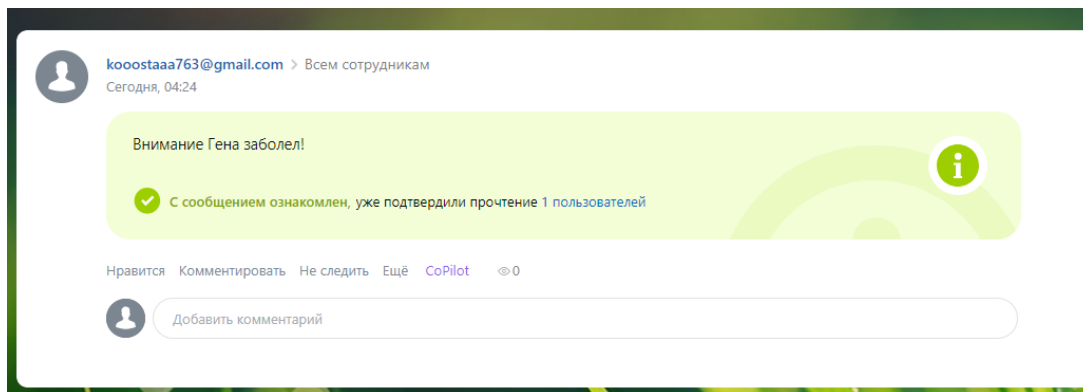 kooostaaa763@gmail.com > Всем сотрудникам
Сегодня, 04:24
Внимание Гена заболел!
С сообщением ознакомлен, уже подтвердили прочтение 1 пользователей
Нравится Комментировать Не следить Ещё CoPilot 0
Добавить комментарий